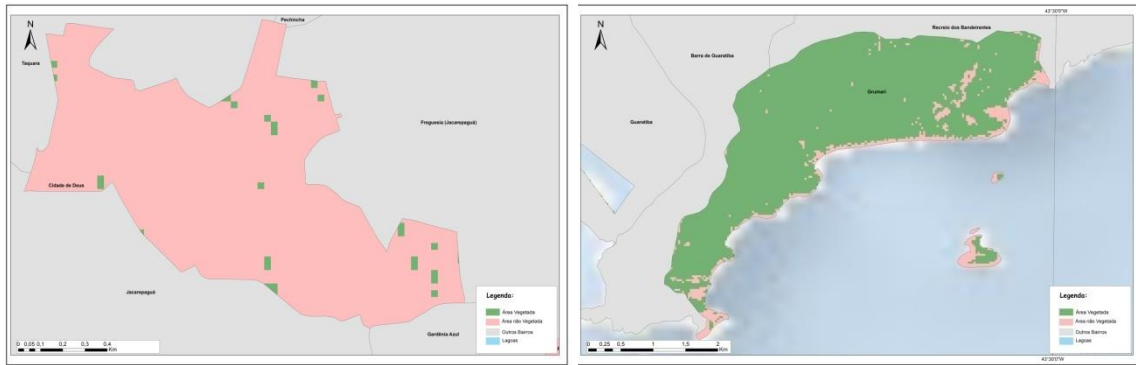 N
Pechincha
Taquara
Freguesia (Jacarepaguá)
Cidade de Deus
Jacarepaguá
Gardênia Azul
Legenda:
Área Vegetada
Área não Vegetada
Outros Bairros
Lagoas
0 0,05 0,1 0,2 0,3 0,4
Km
43°30'0"W
N
Recreio dos Bandeirantes
Barra de Guaratiba
Grumari
Guaratiba
Legenda:
Área Vegetada
Área não Vegetada
Outros Bairros
Lagoas
0 0,25 0,5 1 1,5 2
Km
43°30'0"W